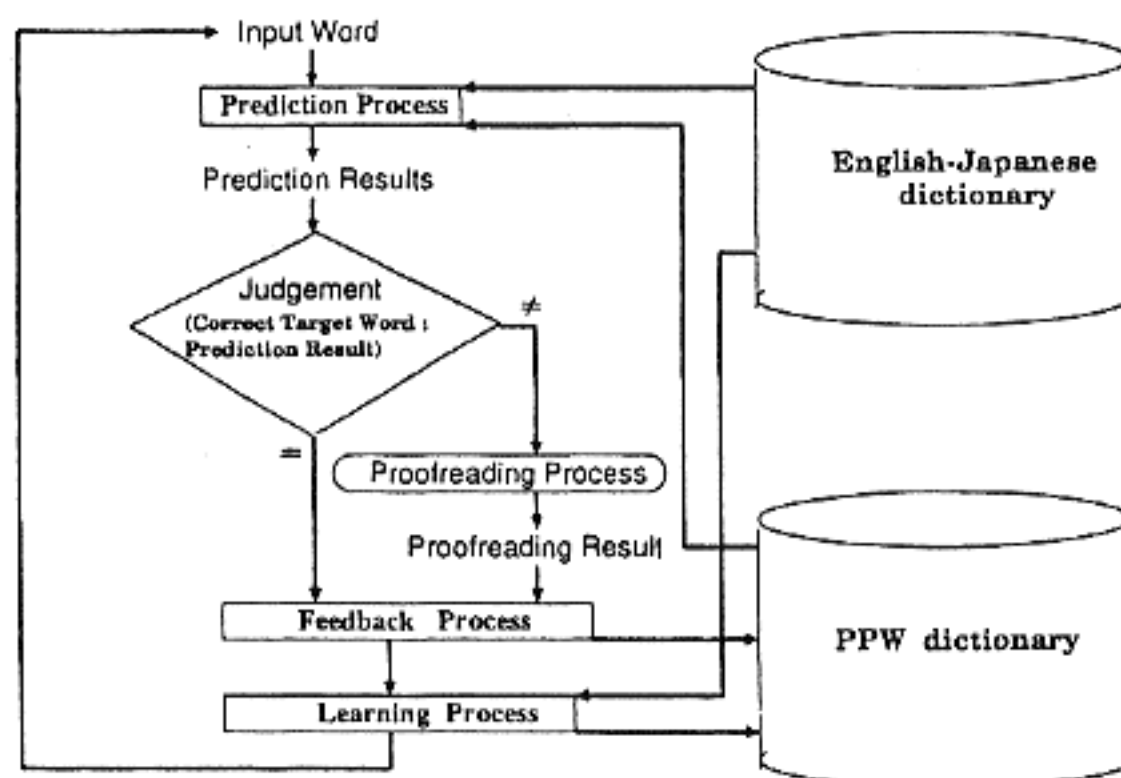 Input Word
Prediction Process
Prediction Results
Judgement
(Correct Target Word :
Prediction Result)
≠
=
Proofreading Process
Proofreading Result
Feedback Process
Learning Process
English-Japanese
dictionary
PPW dictionary